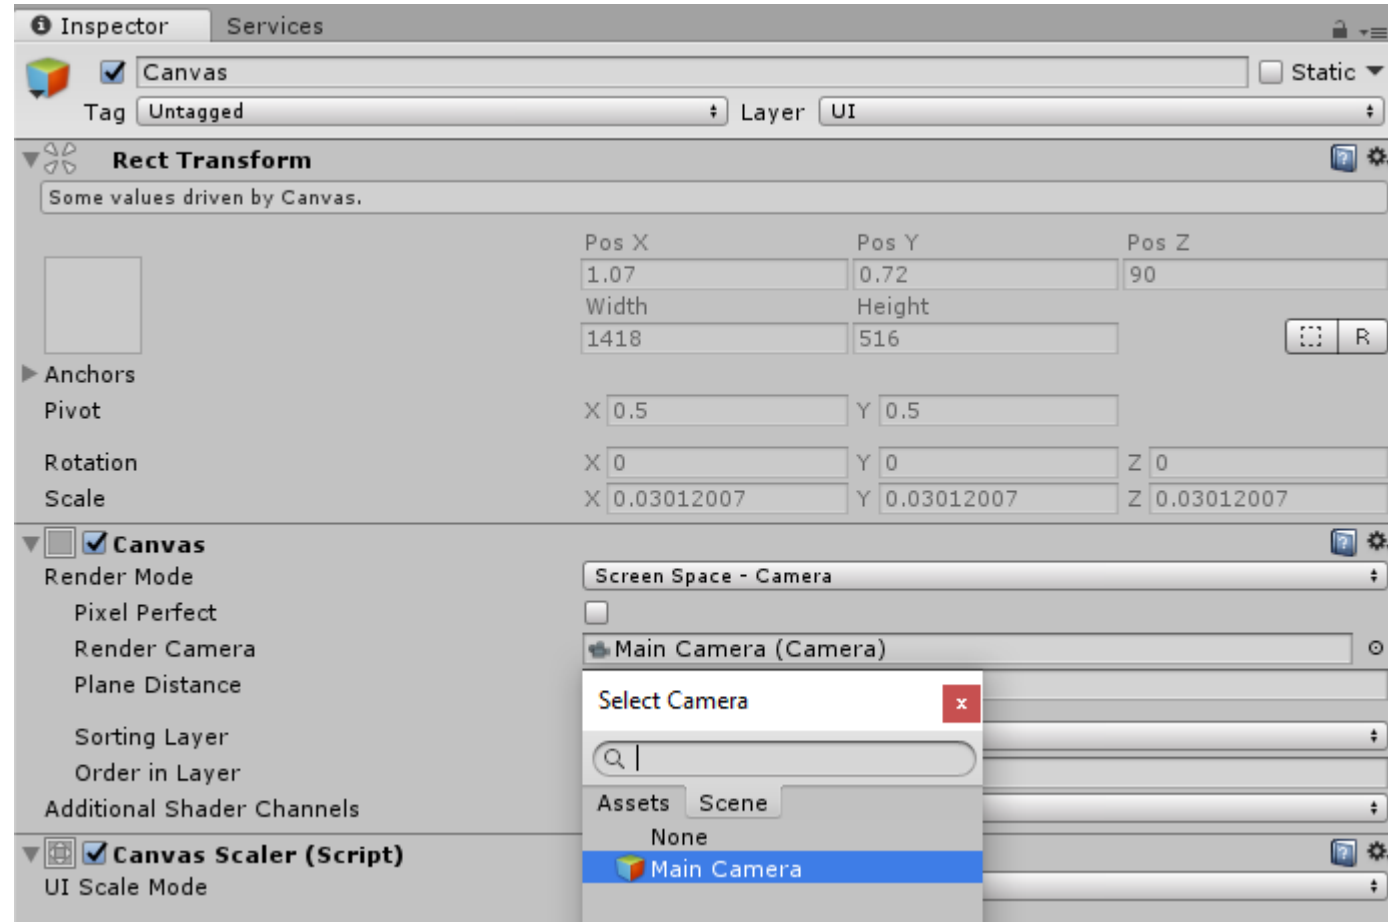 Inspector Services
Canvas Static
Tag Untagged Layer UI
Rect Transform
Some values driven by Canvas.
Pos X Pos Y Pos Z
1.07 0.72 90
Width Height
1418 516 R
Anchors
Pivot X 0.5 Y 0.5
Rotation X 0 Y 0 Z 0
Scale X 0.03012007 Y 0.03012007 Z 0.03012007
Canvas
Render Mode Screen Space - Camera
Pixel Perfect
Render Camera Main Camera (Camera)
Plane Distance
Select Camera x
Sorting Layer
Order in Layer
Assets Scene
Additional Shader Channels
None
Canvas Scaler (Script)
Main Camera
UI Scale Mode